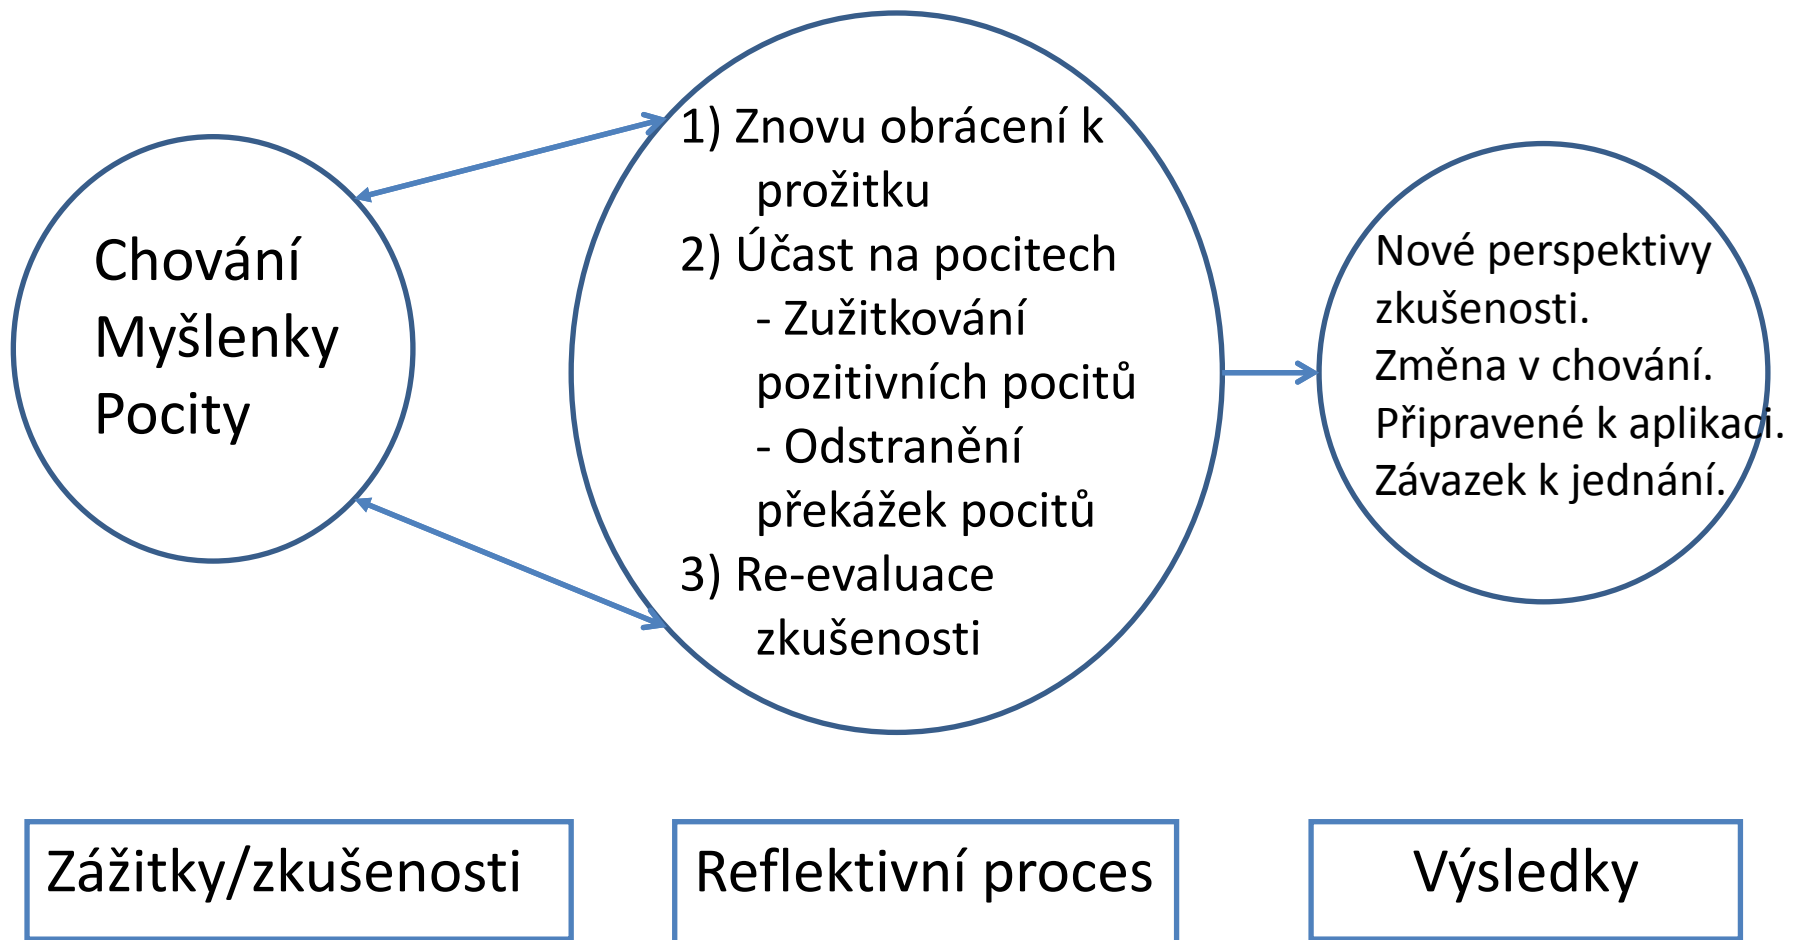 Chování
Myšlenky
Pocity
1) Znovu obrácení k
prožitku
2) Účast na pocitech
- Zužitkování
pozitivních pocitů
- Odstranění
překážek pocitů
3) Re-evaluace
zkušenosti
Nové perspektivy
zkušenosti.
Změna v chování.
Připravené k aplikaci.
Závazek k jednání.
Zážitky/zkušenosti
Reflektivní proces
Výsledky